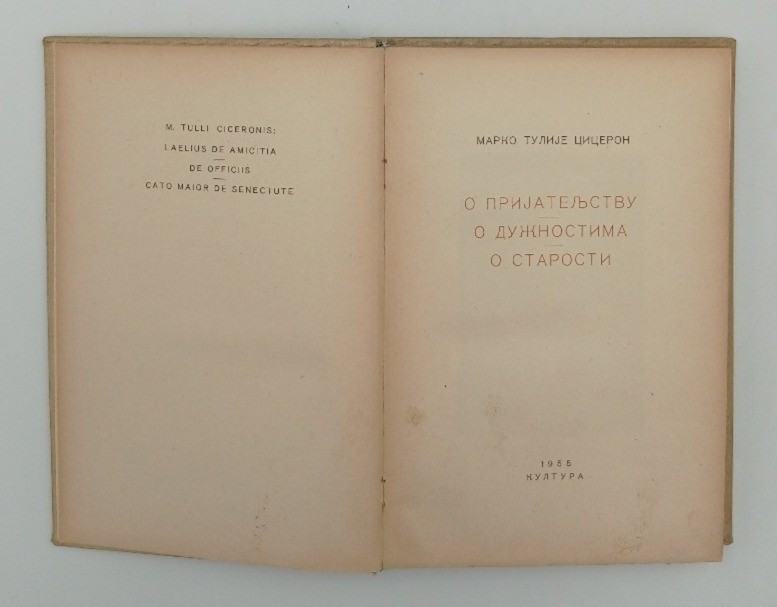 M. TULLI CICERONIS:
LAELIUS DE AMICITIA
DE OFFICIIS
CATO MAIOR DE SENECTUTE
МАРКО ТУЛИЈЕ ЦИЦЕРОН
О ПРИЈАТЕЉСТВУ
О ДУЖНОСТИМА
О СТАРОСТИ
1955
КУЛТУРА